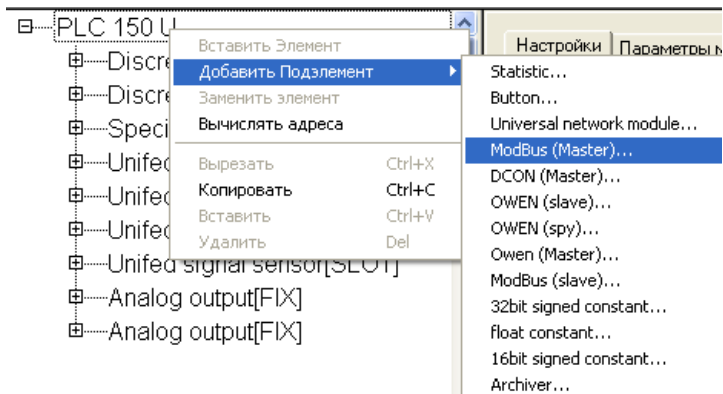 PLC 150 U
Discre
Discre
Speci
Unifed
Unifed
Unifed
Unifed signal sensor[SLOT]
Analog output[FIX]
Analog output[FIX]
Вставить Элемент
Добавить Подэлемент
Заменить элемент
Вычислять адреса
Вырезать Ctrl+X
Копировать Ctrl+C
Вставить Ctrl+V
Удалить Del
Настройки Параметры м
Statistic...
Button...
Universal network module...
ModBus (Master)...
DCON (Master)...
OWEN (slave)...
OWEN (spy)...
Owen (Master)...
ModBus (slave)...
32bit signed constant...
float constant...
16bit signed constant...
Archiver...